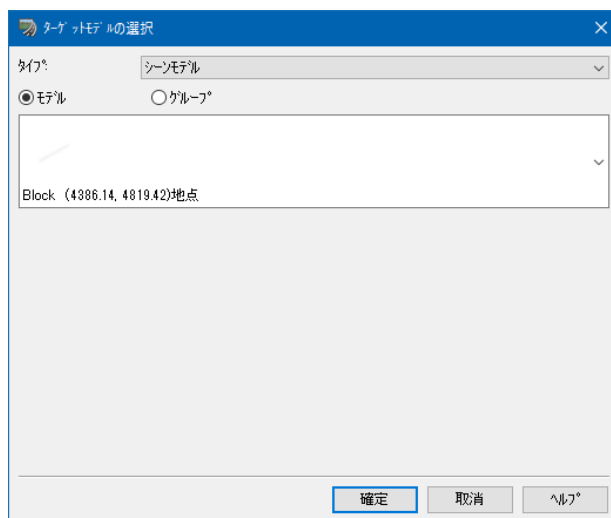 ﾀｰｹﾞｯﾄﾓﾃﾞﾙの選択
ﾀｲﾌﾟ:
ｼｰﾝﾓﾃﾞﾙ
ﾓﾃﾞﾙ ｸﾞﾙｰﾌﾟ
Block (4386.14, 4819.42)地点
確定 取消 ﾍﾙﾌﾟ